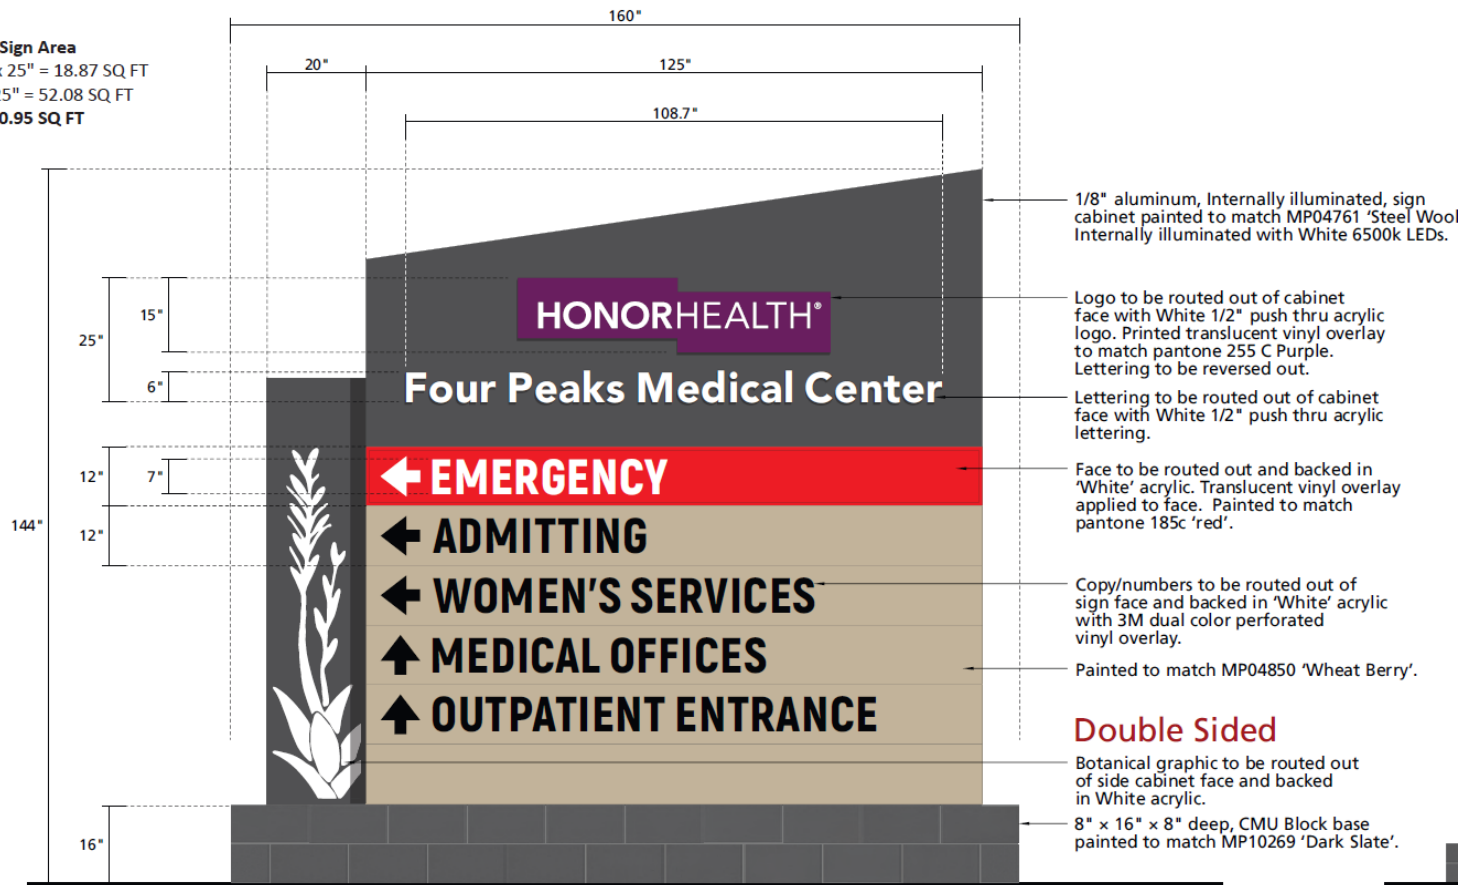 160"
Sign Area
x 25" = 18.87 SQ FT
25" = 52.08 SQ FT
0.95 SQ FT
20"
125"
108.7"
1/8" aluminum, Internally illuminated, sign
cabinet painted to match MP04761 ‘Steel Wool
Internally illuminated with White 6500k LEDs.
HONORHEALTH®
Four Peaks Medical Center
15"
25"
6"
Logo to be routed out of cabinet
face with White 1/2" push thru acrylic
logo. Printed translucent vinyl overlay
to match pantone 255 C Purple.
Lettering to be reversed out.
Lettering to be routed out of cabinet
face with White 1/2" push thru acrylic
lettering.
12"
7"
12"
144"
EMERGENCY
ADMITTING
WOMEN’S SERVICES
MEDICAL OFFICES
OUTPATIENT ENTRANCE
Face to be routed out and backed in
‘White’ acrylic. Translucent vinyl overlay
applied to face.  Painted to match
pantone 185c ‘red’.
Copy/numbers to be routed out of
sign face and backed in ‘White’ acrylic
with 3M dual color perforated
vinyl overlay.
Painted to match MP04850 ‘Wheat Berry’.
Double Sided
Botanical graphic to be routed out
of side cabinet face and backed
in White acrylic.
8" × 16" × 8" deep, CMU Block base
painted to match MP10269 ‘Dark Slate’.
16"